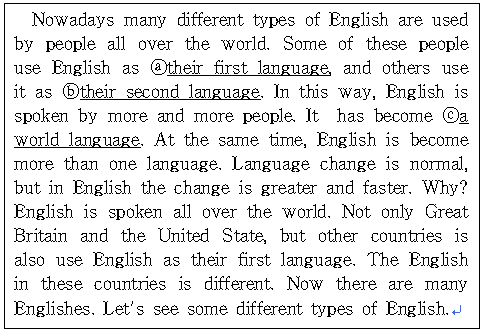 Nowadays many different types of English are used
by people all over the world. Some of these people
use English as ⓐtheir first language, and others use
it as ⓑtheir second language. In this way, English is
spoken by more and more people. It has become ⓒa
world language. At the same time, English is become
more than one language. Language change is normal,
but in English the change is greater and faster. Why?
English is spoken all over the world. Not only Great
Britain and the United State, but other countries is
also use English as their first language. The English
in these countries is different. Now there are many
Englishes. Let's see some different types of English.↵